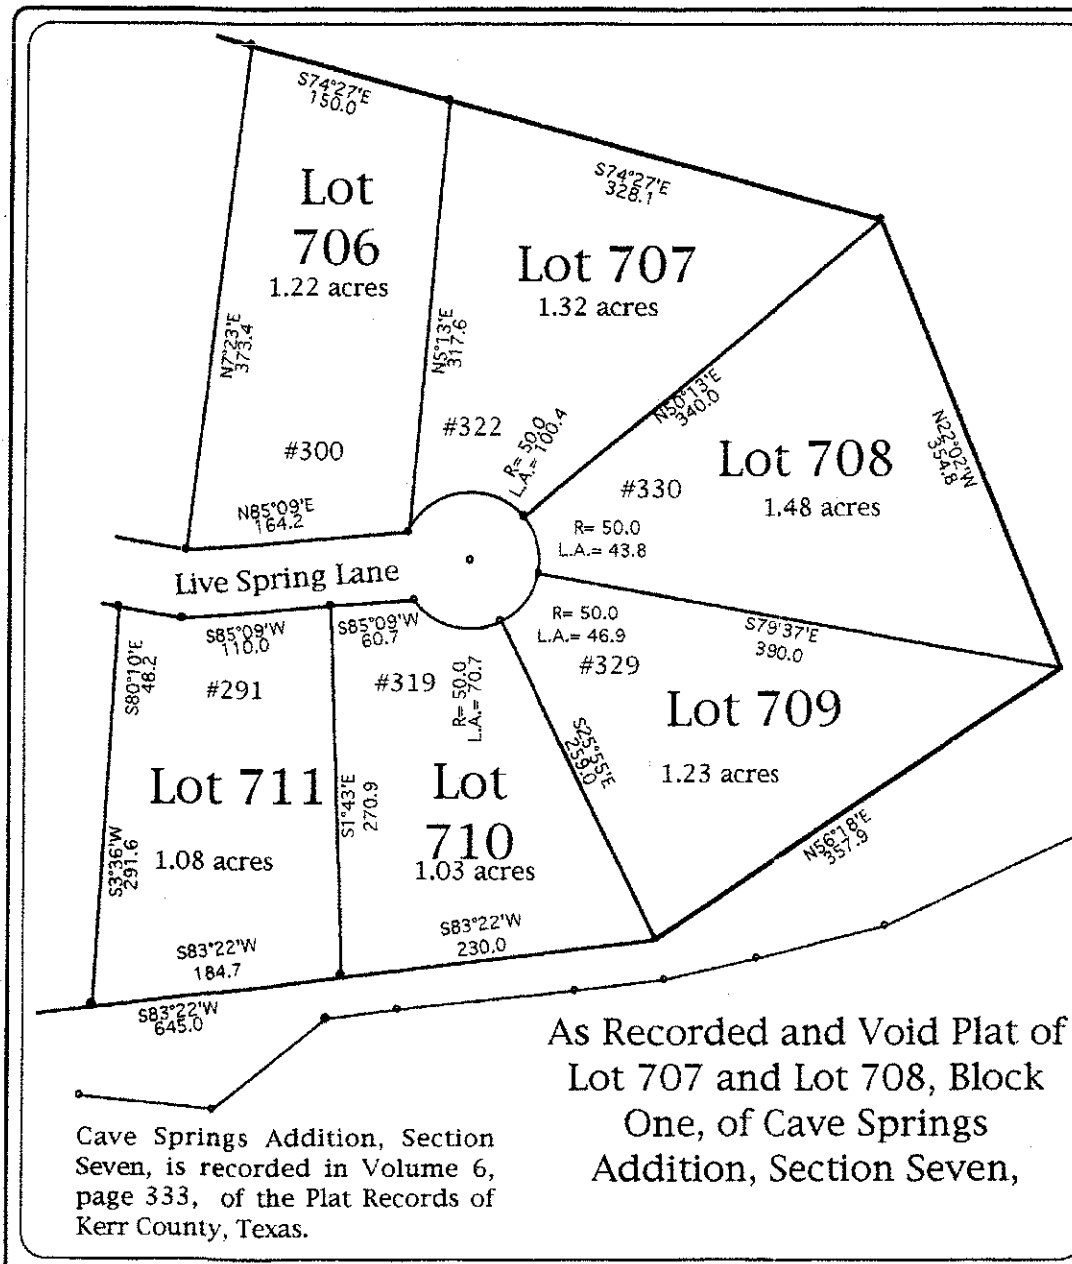 S74°27'E
150.0
Lot
706
1.22 acres
N7°23'E
373.4
#300
N85°09'E
164.2
S74°27'E
328.1
Lot 707
1.32 acres
N5°13'E
317.6
#322
R= 50.0
L.A.= 100.4
N50°13'E
340.0
Lot 708
1.48 acres
#330
N22°02'W
354.8
R= 50.0
L.A.= 43.8
Live Spring Lane
S79°37'E
390.0
R= 50.0
L.A.= 46.9
#329
Lot 709
1.23 acres
S25°55'E
259.0
N56°18'E
357.9
S80°10'E
48.2
S85°09'W
110.0
#291
Lot 711
1.08 acres
S3°36'W
291.6
S83°22'W
184.7
S83°22'W
645.0
S85°09'W
60.7
#319
R= 50.0
L.A.= 70.7
Lot
710
1.03 acres
S1°43'E
270.9
S83°22'W
230.0
As Recorded and Void Plat of
Lot 707 and Lot 708, Block
One, of Cave Springs
Addition, Section Seven,
Cave Springs Addition, Section
Seven, is recorded in Volume 6,
page 333, of the Plat Records of
Kerr County, Texas.